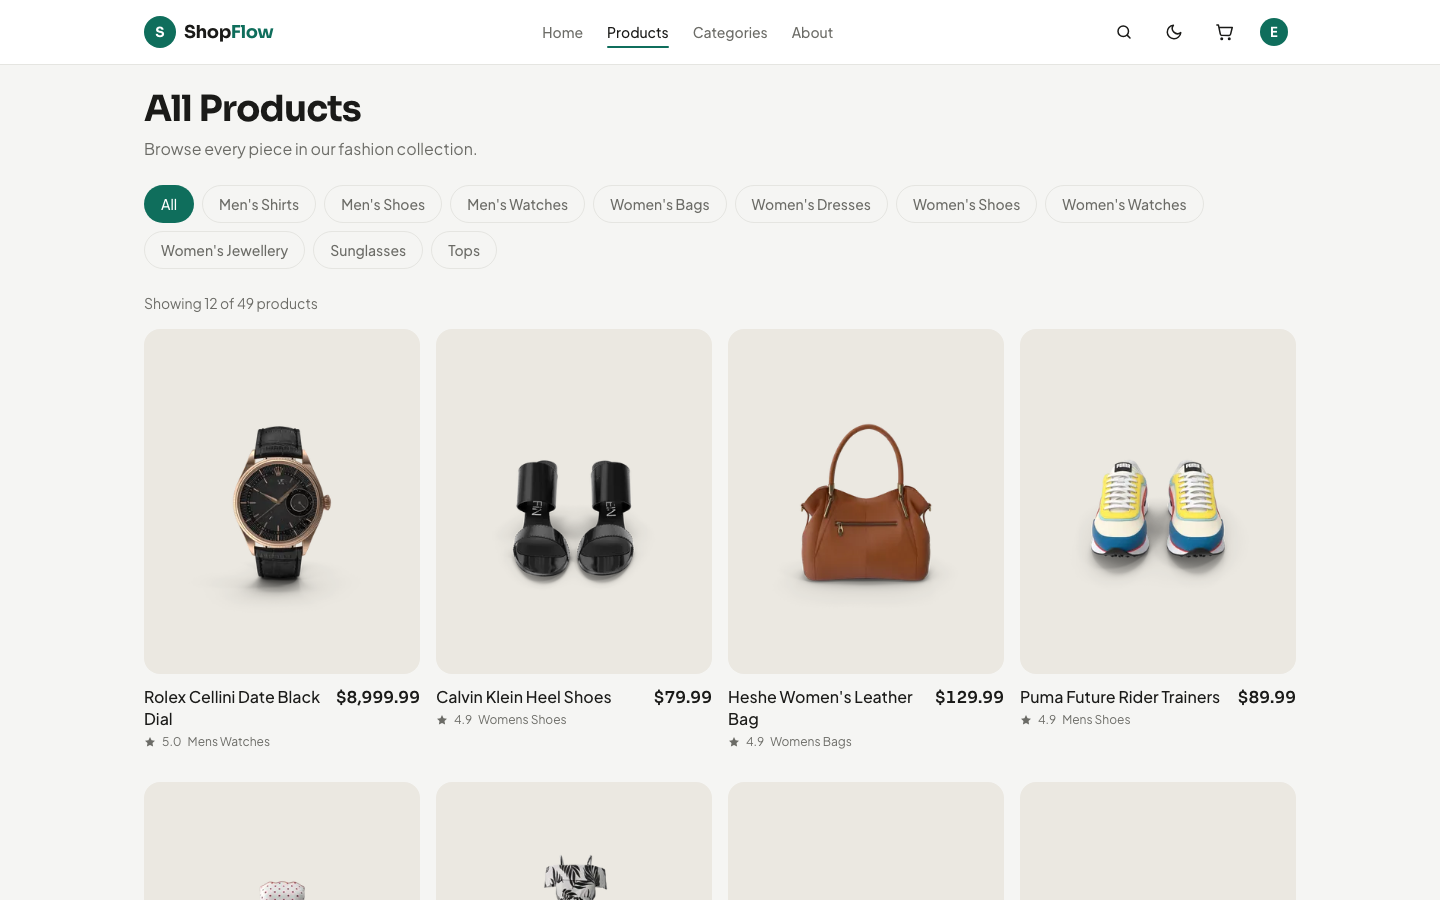 S ShopFlow Home Products Categories About E
All Products
Browse every piece in our fashion collection.
All Men's Shirts Men's Shoes Men's Watches Women's Bags Women's Dresses Women's Shoes Women's Watches
Women's Jewellery Sunglasses Tops
Showing 12 of 49 products
Rolex Cellini Date Black Dial $8,999.99
5.0 Mens Watches
Calvin Klein Heel Shoes $79.99
4.9 Womens Shoes
Heshe Women's Leather Bag $129.99
4.9 Womens Bags
Puma Future Rider Trainers $89.99
4.9 Mens Shoes